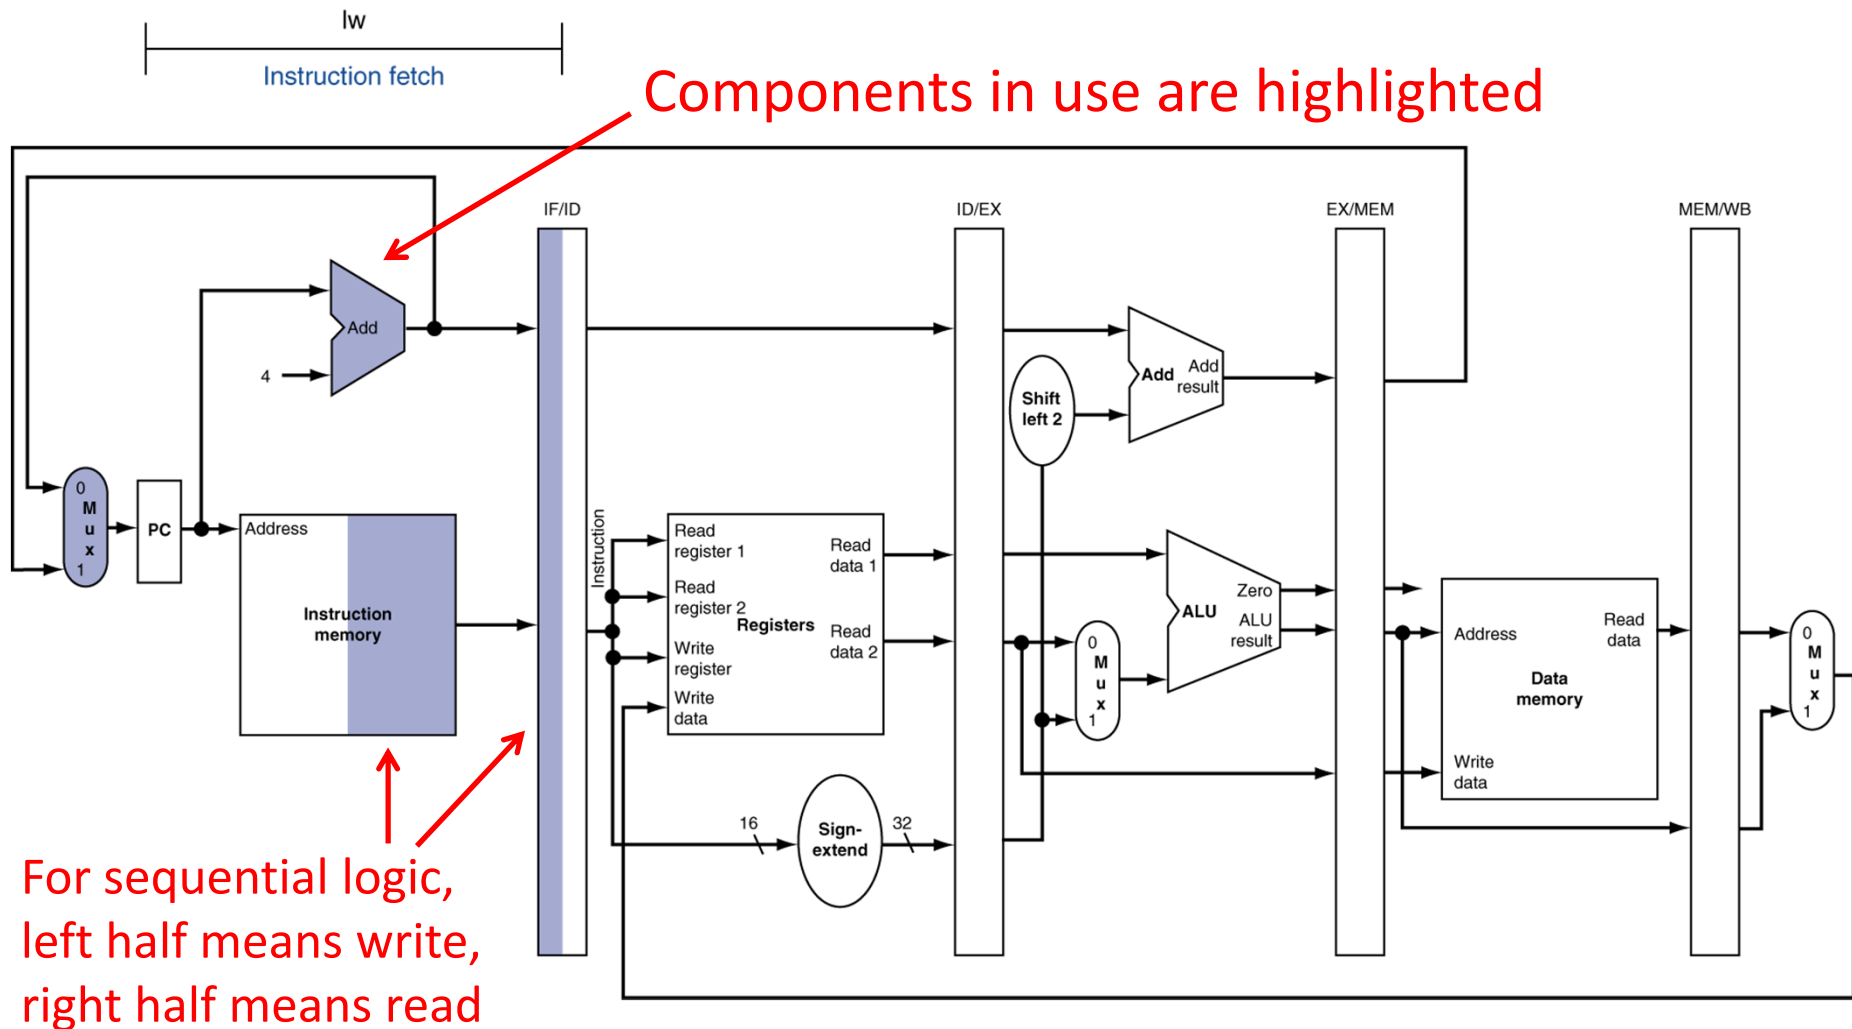 lw
Instruction fetch
Components in use are highlighted
IF/ID
ID/EX
EX/MEM
MEM/WB
Add
4
Add
Add
result
Shift
left 2
0
M
u
x
1
PC
Address
Instruction
memory
Instruction
Read
register 1
Read
register 2
Registers
Write
register
Write
data
Read
data 1
Read
data 2
0
M
u
x
1
Zero
ALU
ALU
result
Address
Read
data
Data
memory
Write
data
0
M
u
x
1
16
Sign-
extend
32
For sequential logic,
left half means write,
right half means read